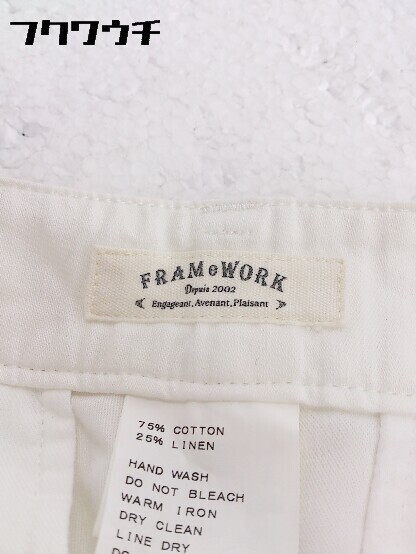 フクウウチ
FRAMeWORK
Depuis 2002
Engageant, Avenant, Plaisant
75% COTTON
25% LINEN
HAND WASH
DO NOT BLEACH
WARM IRON
DRY CLEAN
LINE DRY